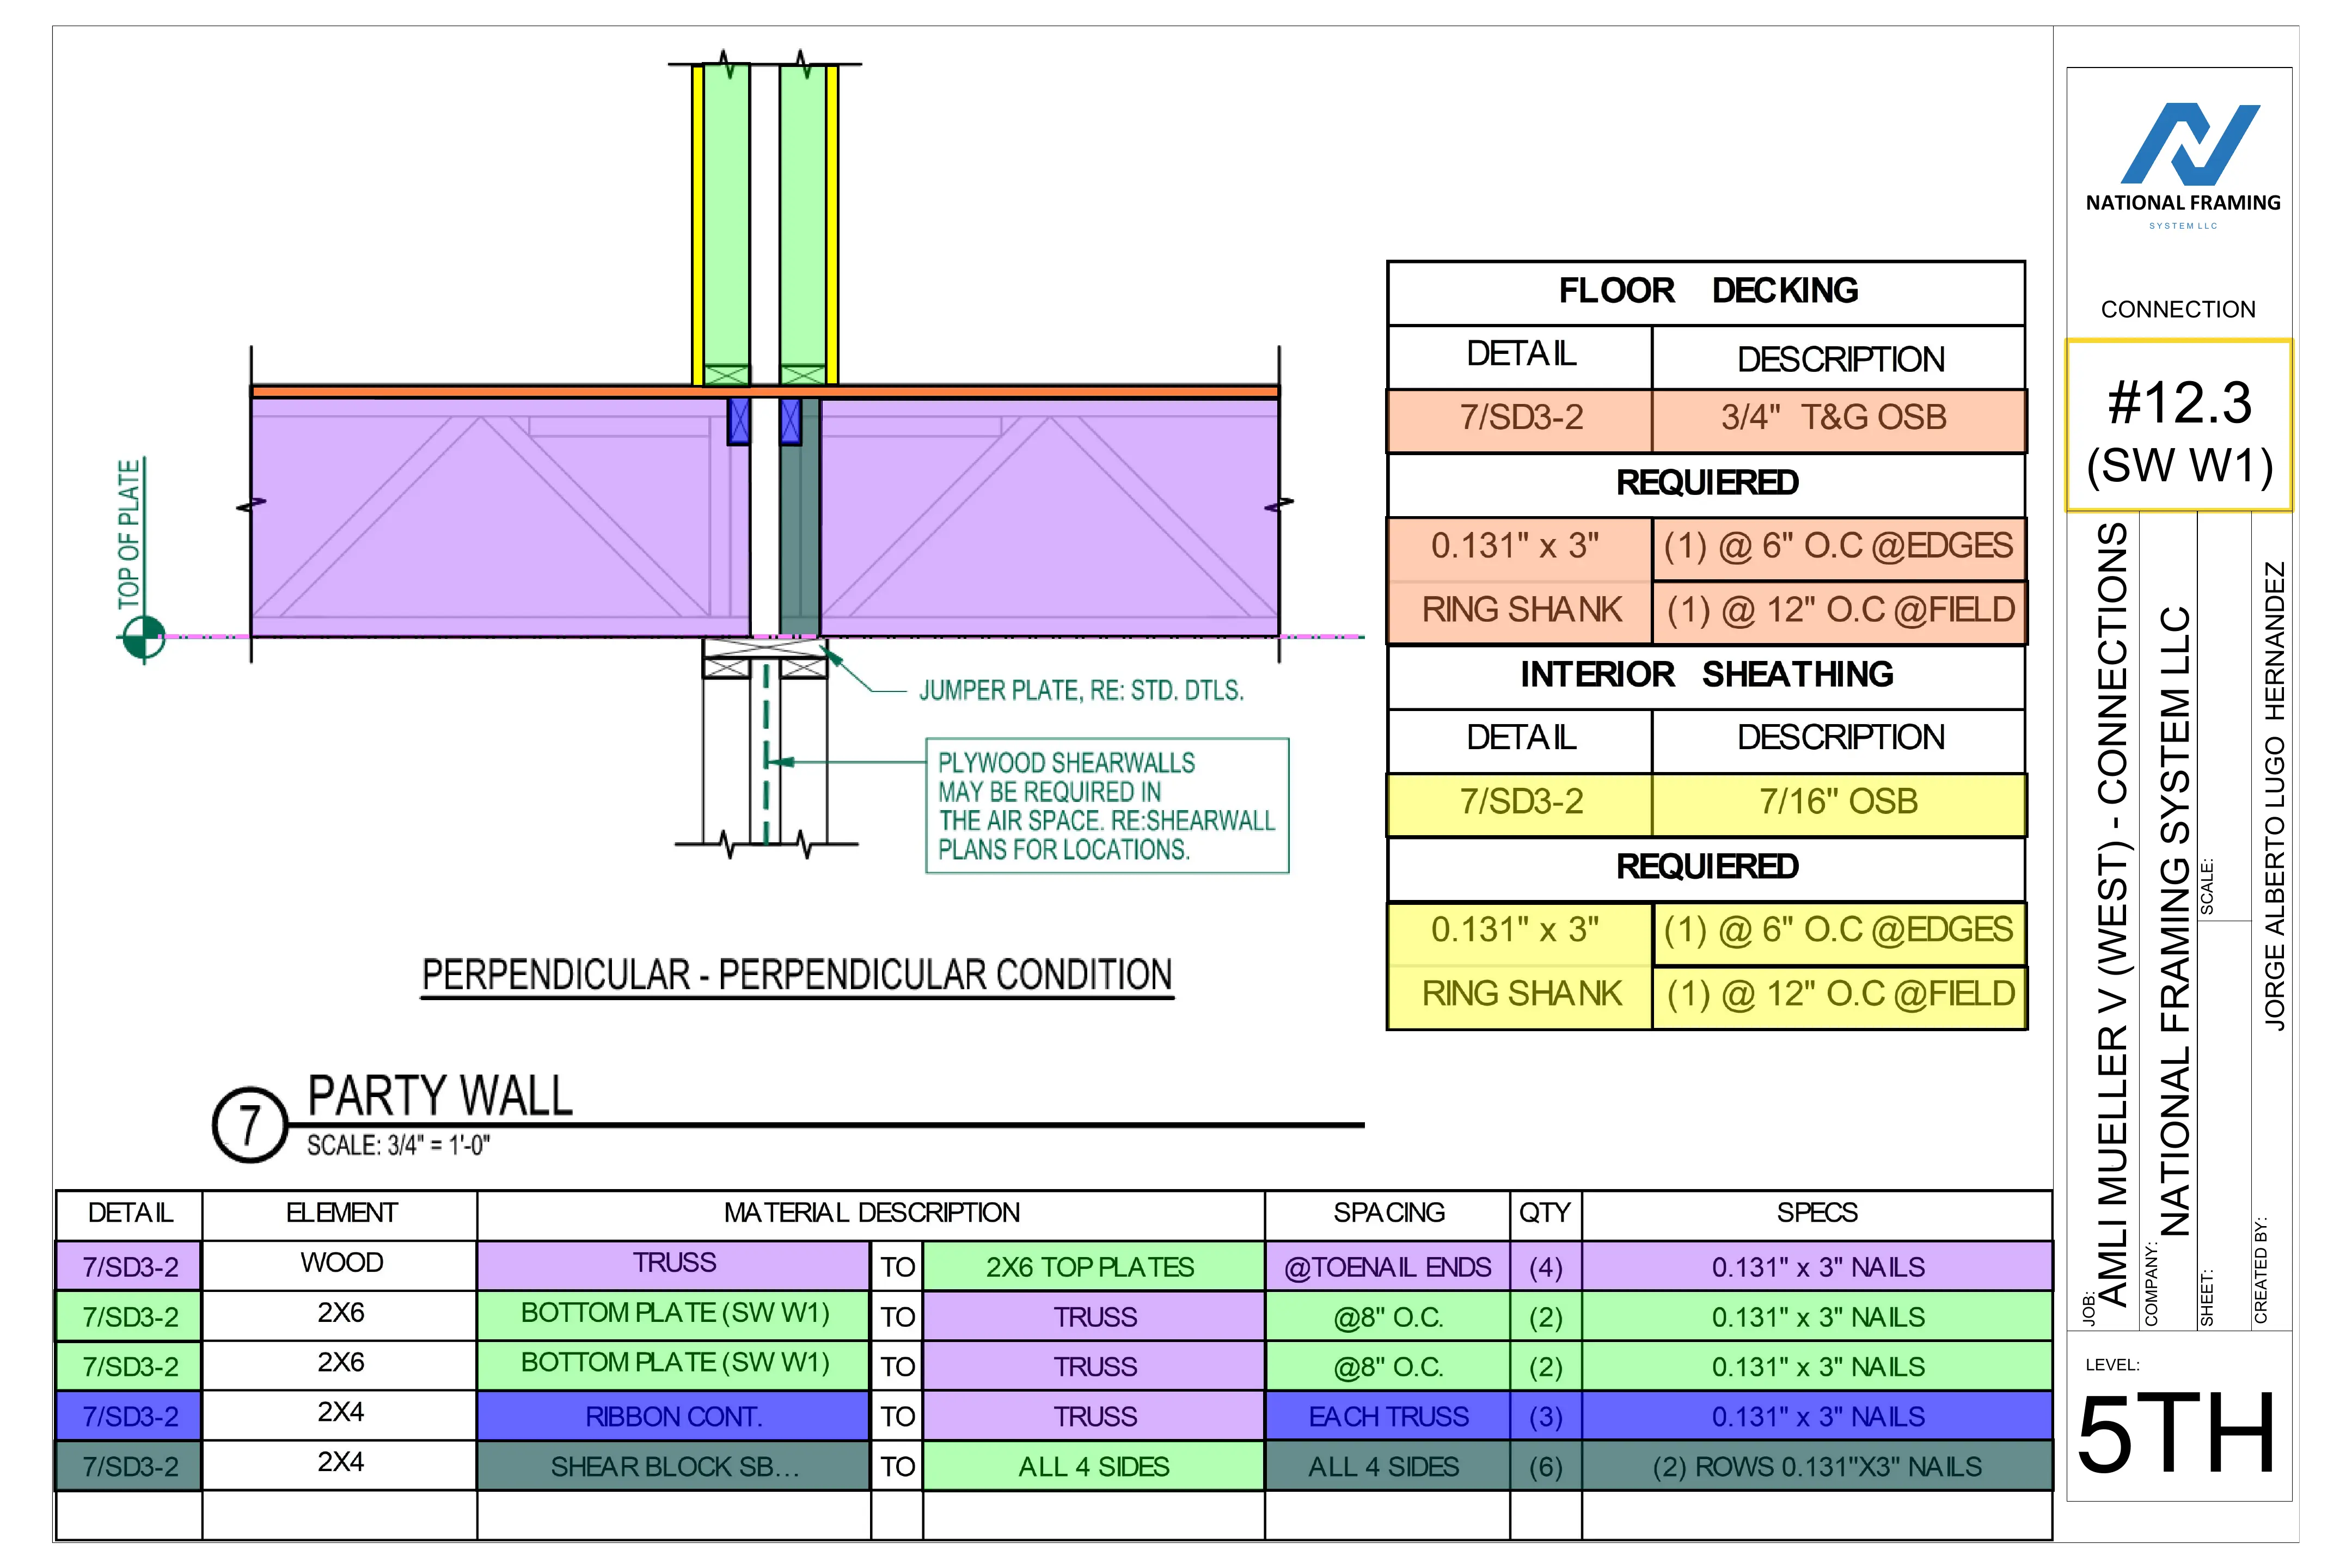 TOP OF PLATE
JUMPER PLATE, RE: STD. DTLS.
PLYWOOD SHEARWALLS
MAY BE REQUIRED IN
THE AIR SPACE. RE:SHEARWALL
PLANS FOR LOCATIONS.
PERPENDICULAR - PERPENDICULAR CONDITION
7
PARTY WALL
SCALE: 3/4" = 1'-0"
FLOOR DECKING
DETAIL DESCRIPTION
7/SD3-2 3/4" T&G OSB
REQUIERED
0.131" x 3" (1) @ 6" O.C @EDGES
RING SHANK (1) @ 12" O.C @FIELD
INTERIOR SHEATHING
DETAIL DESCRIPTION
7/SD3-2 7/16" OSB
REQUIERED
0.131" x 3" (1) @ 6" O.C @EDGES
RING SHANK (1) @ 12" O.C @FIELD
DETAIL ELEMENT MATERIAL DESCRIPTION SPACING QTY SPECS
7/SD3-2 WOOD TRUSS TO 2X6 TOP PLATES @TOENAIL ENDS (4) 0.131" x 3" NAILS
7/SD3-2 2X6 BOTTOM PLATE (SW W1) TO TRUSS @8" O.C. (2) 0.131" x 3" NAILS
7/SD3-2 2X6 BOTTOM PLATE (SW W1) TO TRUSS @8" O.C. (2) 0.131" x 3" NAILS
7/SD3-2 2X4 RIBBON CONT. TO TRUSS EACH TRUSS (3) 0.131" x 3" NAILS
7/SD3-2 2X4 SHEAR BLOCK SB... TO ALL 4 SIDES ALL 4 SIDES (6) (2) ROWS 0.131"X3" NAILS
NATIONAL FRAMING
SYSTEM LLC
CONNECTION
#12.3
(SW W1)
JOB:
AMLI MUELLER V (WEST) - CONNECTIONS
COMPANY:
NATIONAL FRAMING SYSTEM LLC
SCALE:
SHEET:
CREATED BY:
JORGE ALBERTO LUGO HERNANDEZ
LEVEL:
5TH